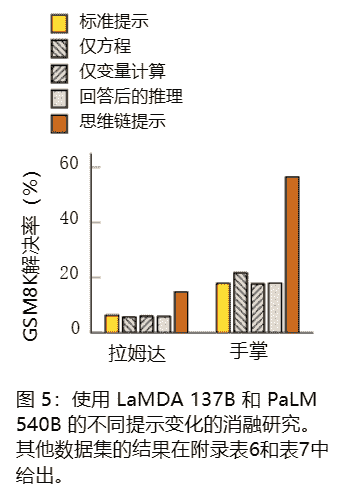 标准提示
仅方程
仅变量计算
回答后的推理
思维链提示
GSM8K解决率（%）
60
40
20
0
拉姆达
手掌
图 5：使用 LaMDA 137B 和 PaLM
540B 的不同提示变化的消融研究。
其他数据集的结果在附录表6和表7中
给出。